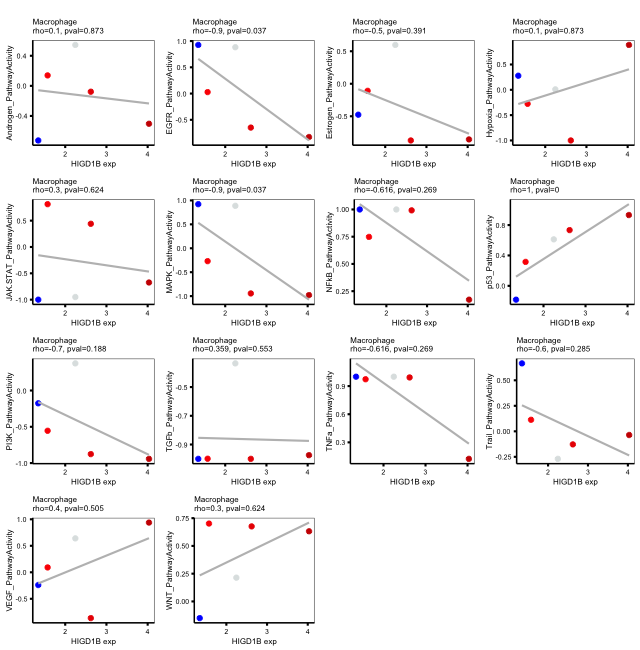 Macrophage
rho=0.1, pval=0.873
Androgen_PathwayActivity
0.4
0.0
-0.4
2
3
4
HIGD1B exp
Macrophage
rho=-0.9, pval=0.037
EGFR_PathwayActivity
1.0
0.5
0.0
-0.5
2
3
4
HIGD1B exp
Macrophage
rho=-0.5, pval=0.391
Estrogen_PathwayActivity
0.5
0.0
-0.5
2
3
4
HIGD1B exp
Macrophage
rho=0.1, pval=0.873
Hypoxia_PathwayActivity
0.5
0.0
-0.5
-1.0
2
3
4
HIGD1B exp
Macrophage
rho=0.3, pval=0.624
JAK.STAT_PathwayActivity
0.5
0.0
-0.5
-1.0
2
3
4
HIGD1B exp
Macrophage
rho=-0.9, pval=0.037
MAPK_PathwayActivity
0.5
0.0
-0.5
-1.0
2
3
4
HIGD1B exp
Macrophage
rho=-0.616, pval=0.269
NFkB_PathwayActivity
1.00
0.75
0.50
0.25
2
3
4
HIGD1B exp
Macrophage
rho=1, pval=0
p53_PathwayActivity
0.8
0.4
0.0
2
3
4
HIGD1B exp
Macrophage
rho=-0.7, pval=0.188
PI3K_PathwayActivity
0.0
-0.5
-1.0
2
3
4
HIGD1B exp
Macrophage
rho=0.359, pval=0.553
TGFb_PathwayActivity
-0.5
-0.7
-0.9
2
3
4
HIGD1B exp
Macrophage
rho=-0.616, pval=0.269
TNFa_PathwayActivity
0.9
0.6
0.3
2
3
4
HIGD1B exp
Macrophage
rho=-0.6, pval=0.285
Trail_PathwayActivity
0.50
0.25
0.00
-0.25
2
3
4
HIGD1B exp
Macrophage
rho=0.4, pval=0.505
VEGF_PathwayActivity
1.0
0.5
0.0
-0.5
2
3
4
HIGD1B exp
Macrophage
rho=0.3, pval=0.624
WNT_PathwayActivity
0.75
0.50
0.25
0.00
2
3
4
HIGD1B exp